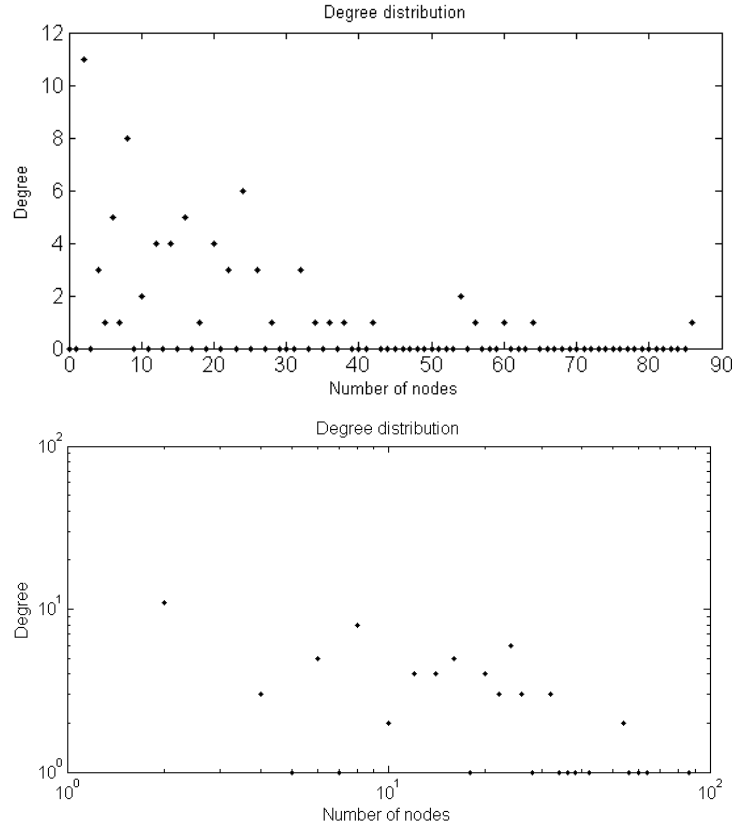 Degree distribution
12
10
8
6
4
2
0
Degree
0 10 20 30 40 50 60 70 80 90
Number of nodes
Degree distribution
10^2
10^1
10^0
Degree
10^0 10^1 10^2
Number of nodes